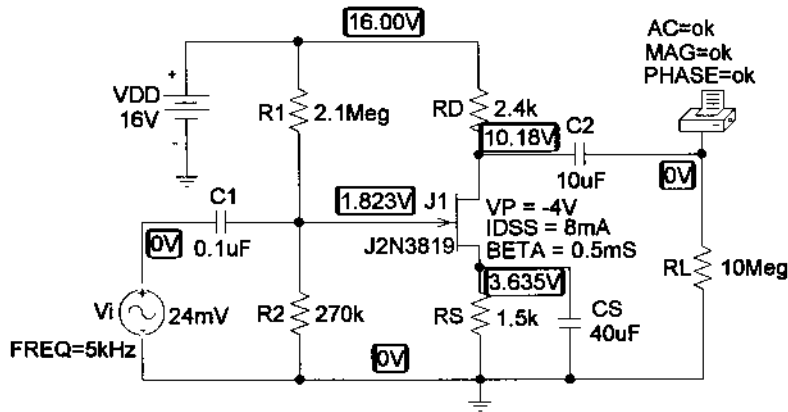 16.00V
AC=ok
MAG=ok
PHASE=ok
+
VDD
16V
R1 2.1Meg
RD 2.4k
10.18V
C2
10uF
0V
C1
0.1uF
0V
1.823V
J1
J2N3819
VP = -4V
IDSS = 8mA
BETA = 0.5mS
RL 10Meg
3.635V
+
Vi 24mV
FREQ=5kHz
R2 270k
RS 1.5k
CS
40uF
0V